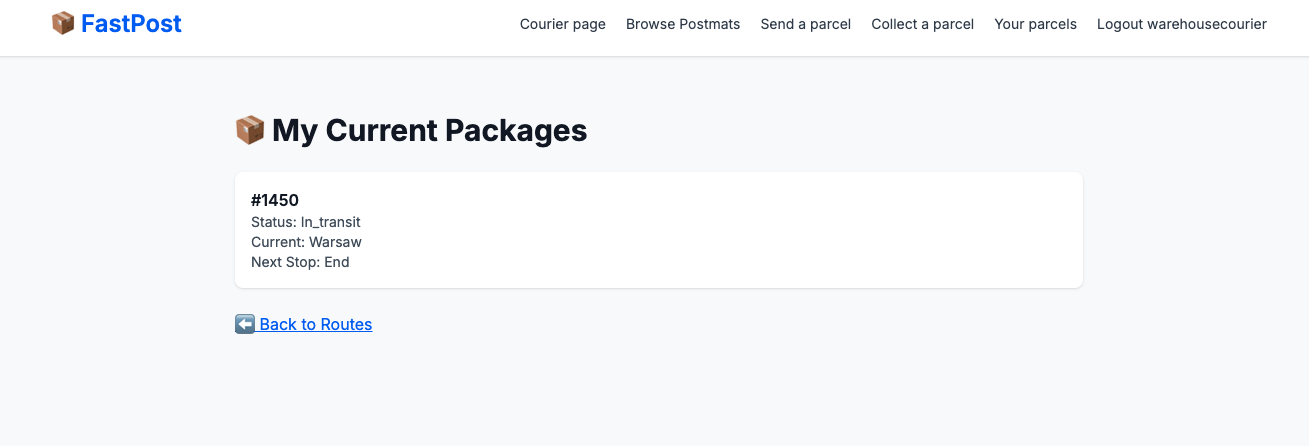 FastPost
Courier page Browse Postmats Send a parcel Collect a parcel Your parcels Logout warehousecourier
My Current Packages
#1450
Status: In_transit
Current: Warsaw
Next Stop: End
Back to Routes